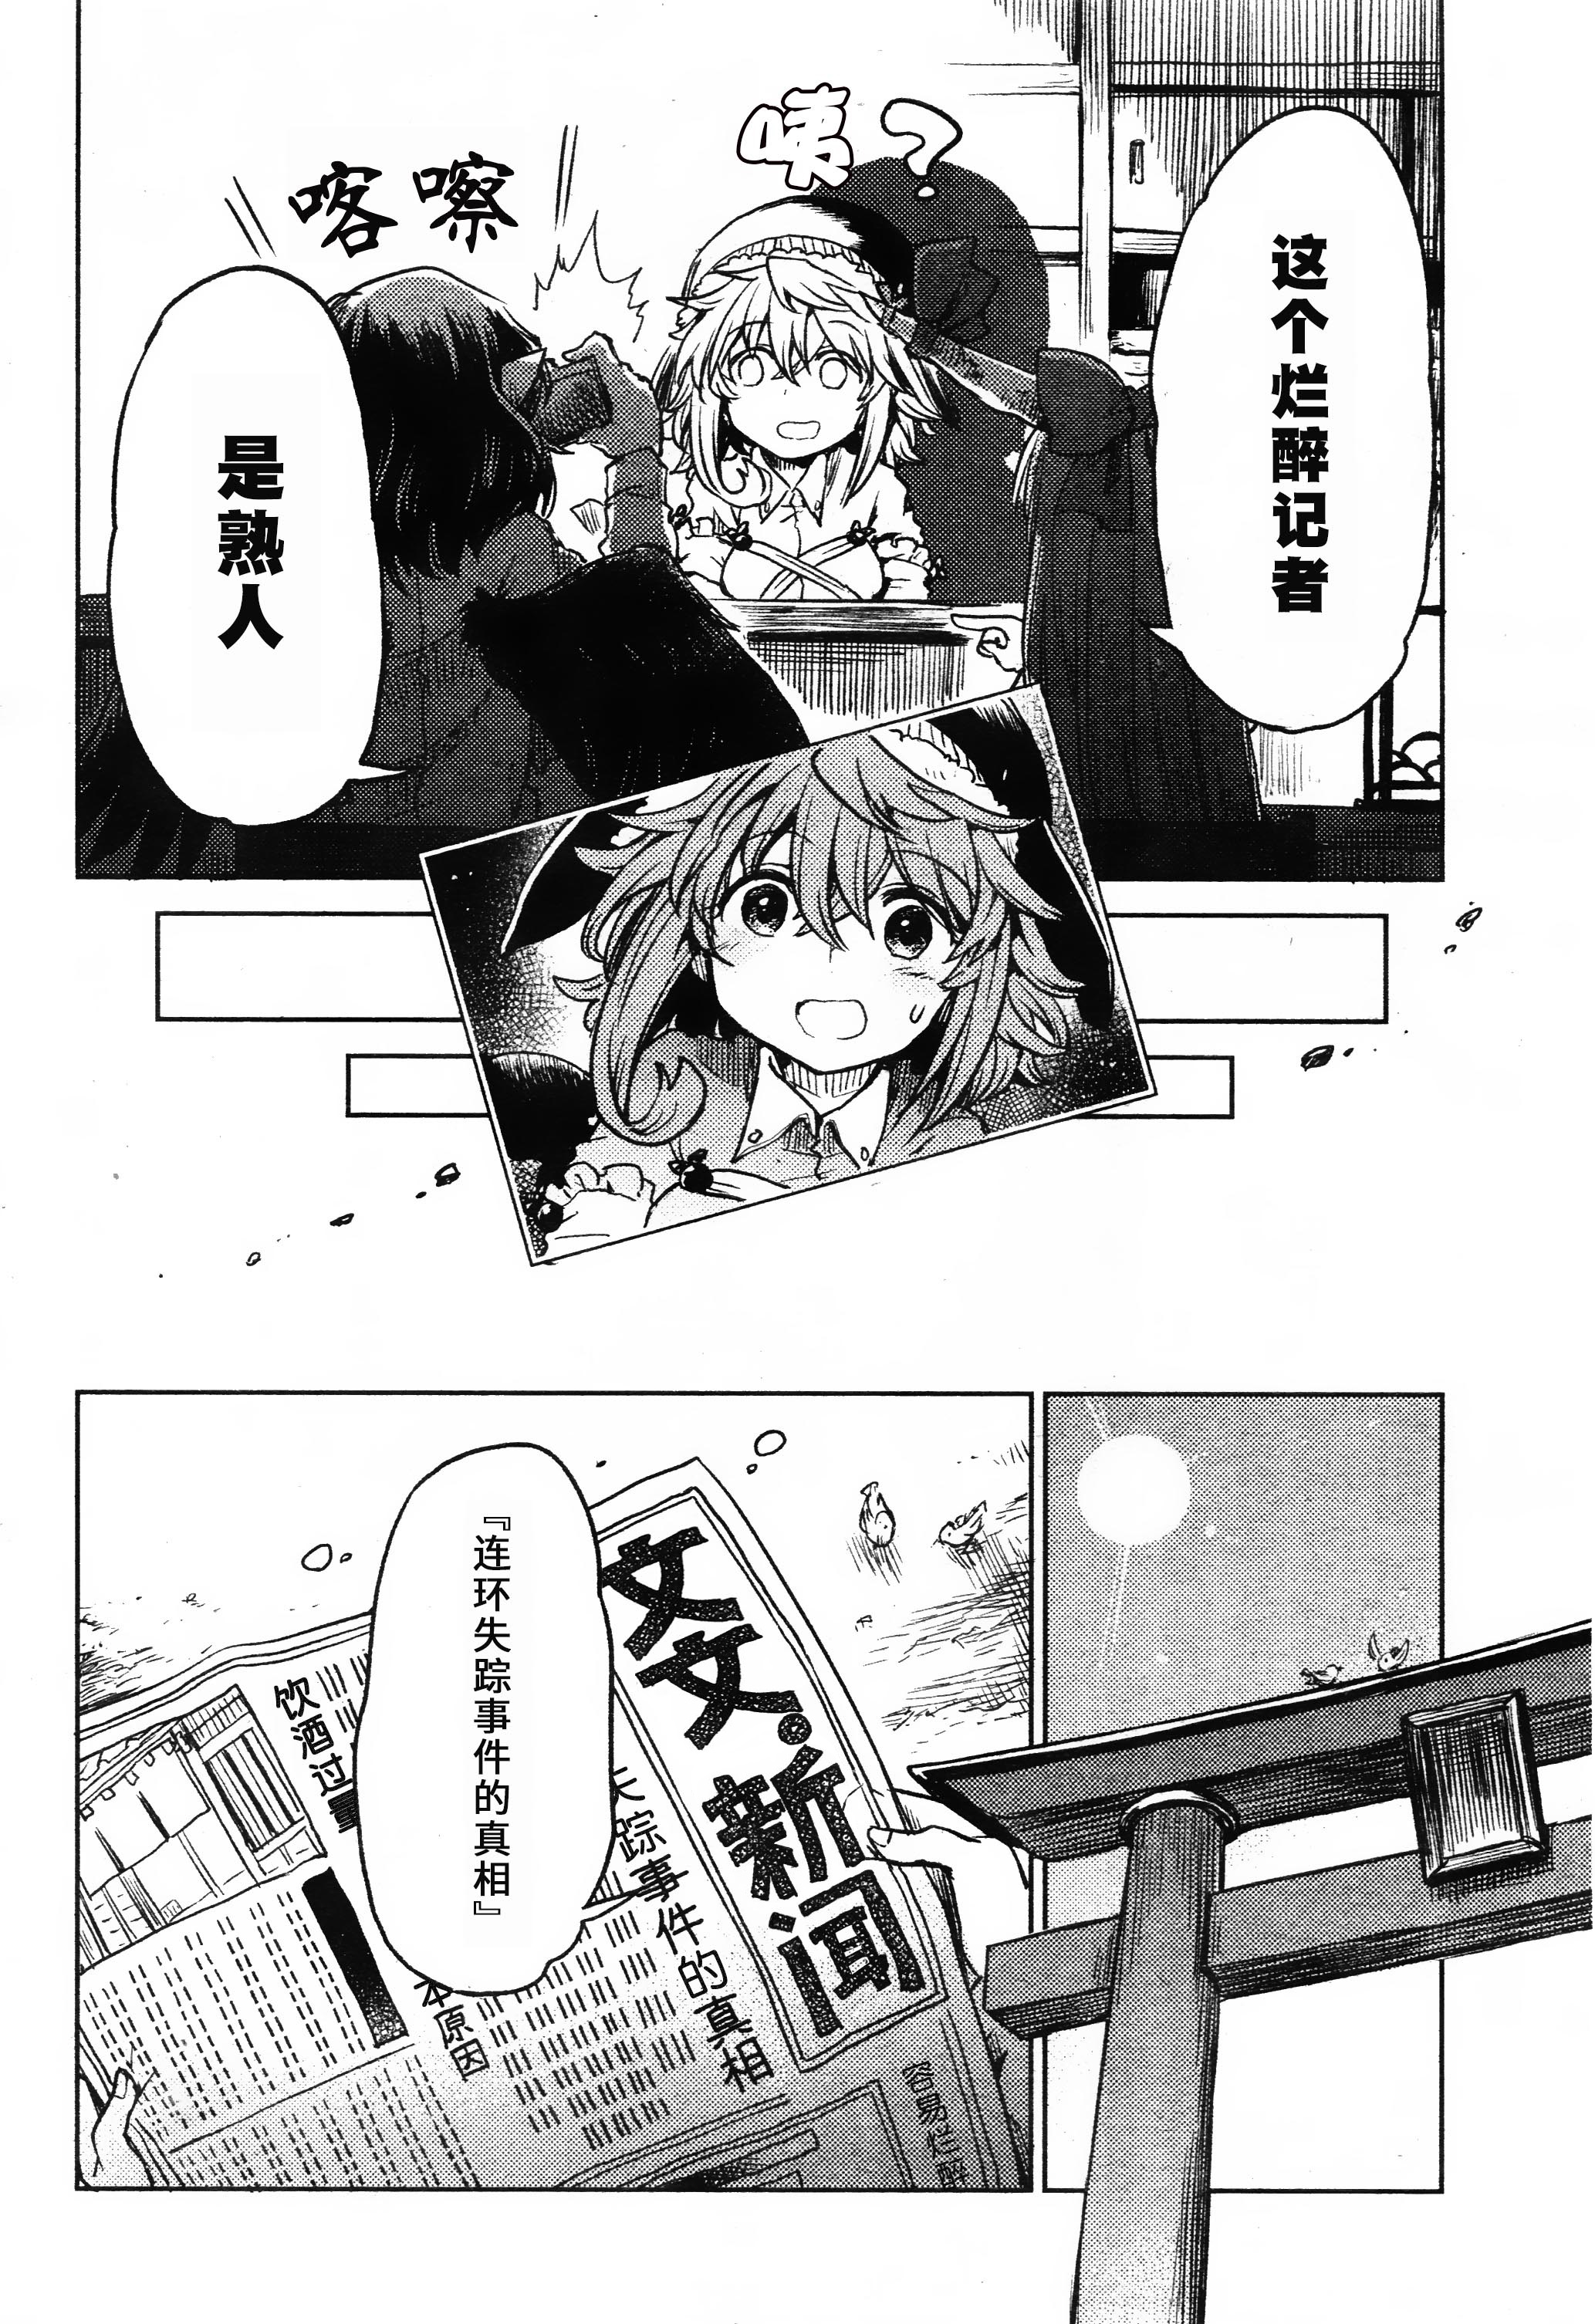 这个烂醉记者
咦？
喀嚓
是熟人
文文。新闻
失踪事件的真相
容易烂醉
『连环失踪事件的真相』
饮酒过量
本原因